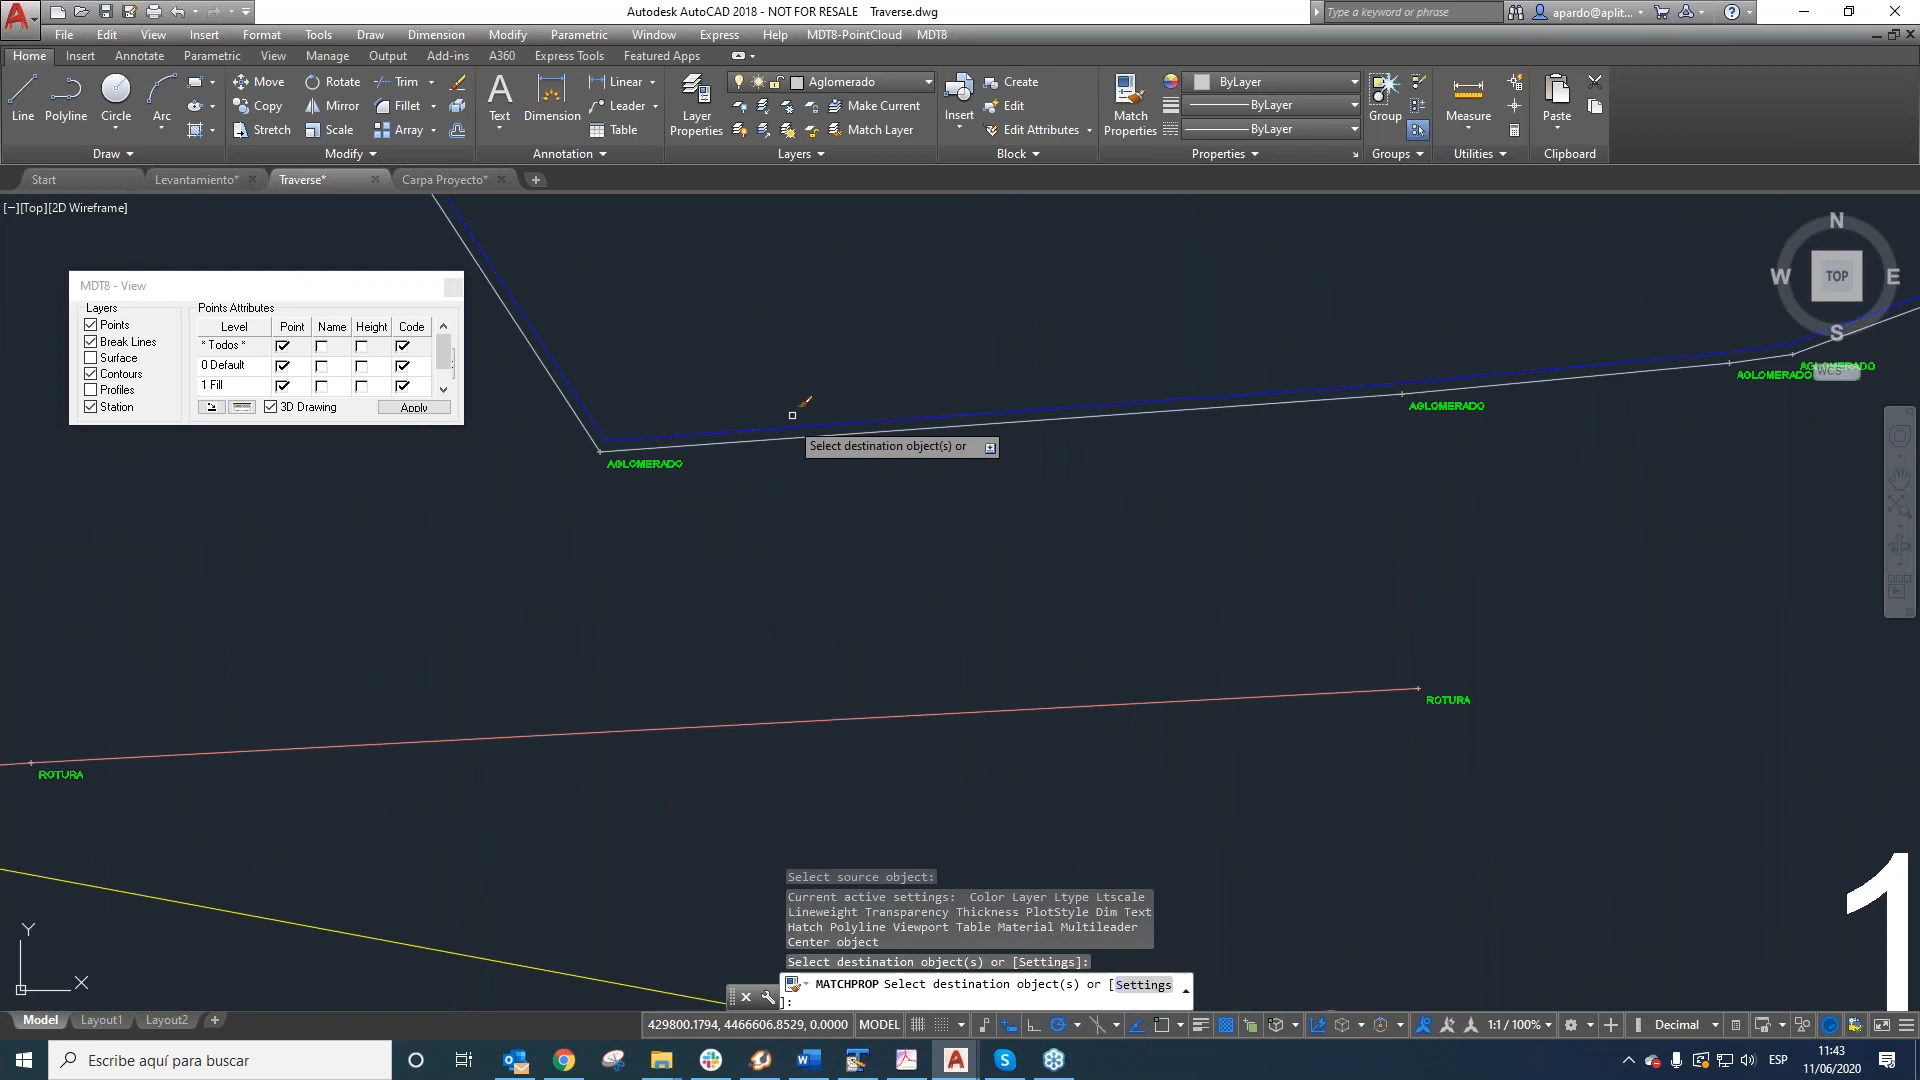 Autodesk AutoCAD 2018 - NOT FOR RESALE Traverse.dwg
Type a keyword or phrase
apardo@aplit...
File Edit View Insert Format Tools Draw Dimension Modify Parametric Window Express Help MDT8-PointCloud MDT8
Home Insert Annotate Parametric View Manage Output Add-ins A360 Express Tools Featured Apps
Line Polyline Circle Arc
Move Rotate Trim
Copy Mirror Fillet
Stretch Scale Array
Text Dimension
Linear
Leader
Table
Layer Properties
Aglomerado
Make Current
Match Layer
Insert
Create
Edit
Edit Attributes
Match Properties
ByLayer
ByLayer
ByLayer
Group
Measure
Paste
Draw Modify Annotation Layers Block Properties Groups Utilities Clipboard
Start Levantamiento* Traverse* Carpa Proyecto*
[−][Top][2D Wireframe]
N
W TOP E
S
WCS
MDT8 - View
Layers
Points
Break Lines
Surface
Contours
Profiles
Station
Points Attributes
Level Point Name Height Code
* Todos *
0 Default
1 Fill
3D Drawing
Apply
AGLOMERADO
AGLOMERADO
AGLOMERADO
AGLOMERADO
Select destination object(s) or
ROTURA
ROTURA
Select source object:
Current active settings: Color Layer Ltype Ltscale
Lineweight Transparency Thickness PlotStyle Dim Text
Hatch Polyline Viewport Table Material Multileader
Center object
Select destination object(s) or [Settings]:
MATCHPROP Select destination object(s) or [Settings
]:
Y
X
1
Model Layout1 Layout2
429800.1794, 4466606.8529, 0.0000 MODEL
1:1 / 100%
Decimal
Escribe aquí para buscar
ESP
11:43
11/06/2020